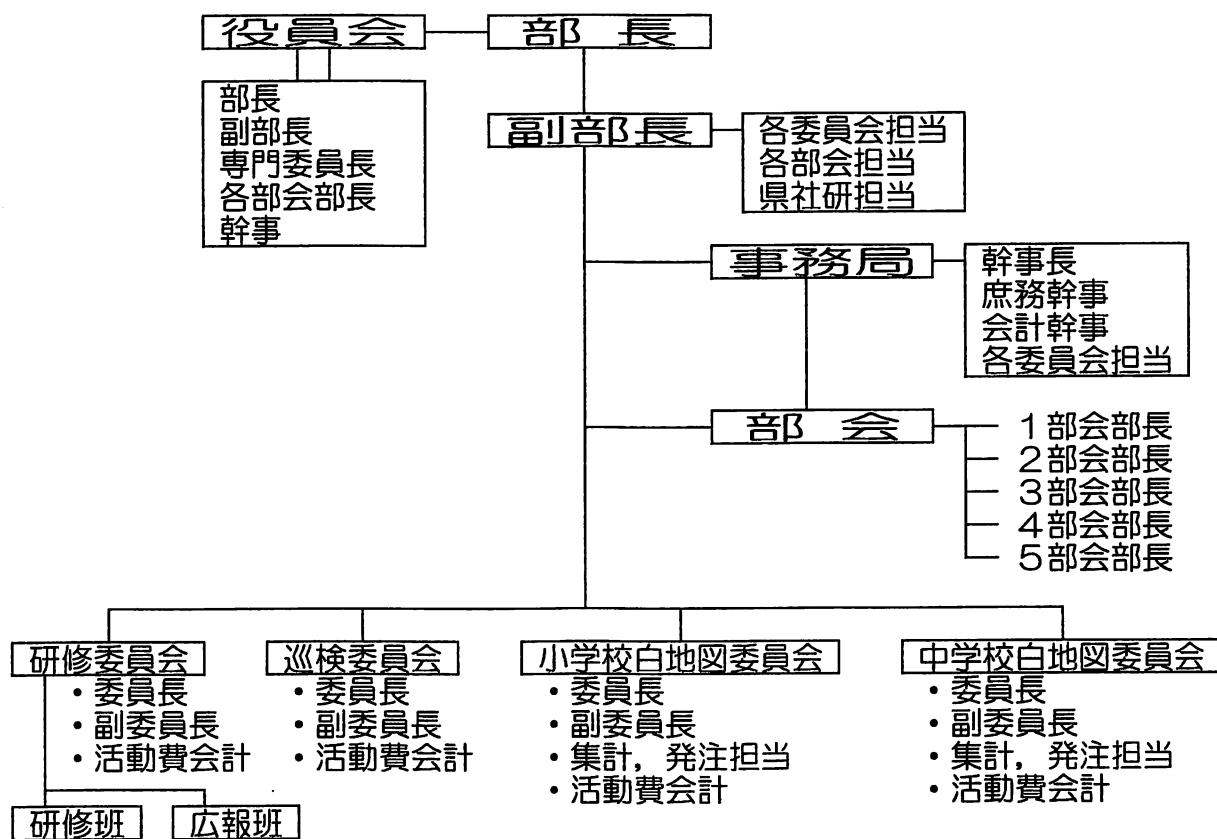 役員会
部長
部長
副部長
専門委員長
各部会部長
幹事
副部長
各委員会担当
各部会担当
県社研担当
事務局
幹事長
庶務幹事
会計幹事
各委員会担当
部会
1部会部長
2部会部長
3部会部長
4部会部長
5部会部長
研修委員会
・委員長
・副委員長
・活動費会計
研修班
広報班
巡検委員会
・委員長
・副委員長
・活動費会計
小学校白地図委員会
・委員長
・副委員長
・集計，発注担当
・活動費会計
中学校白地図委員会
・委員長
・副委員長
・集計，発注担当
・活動費会計